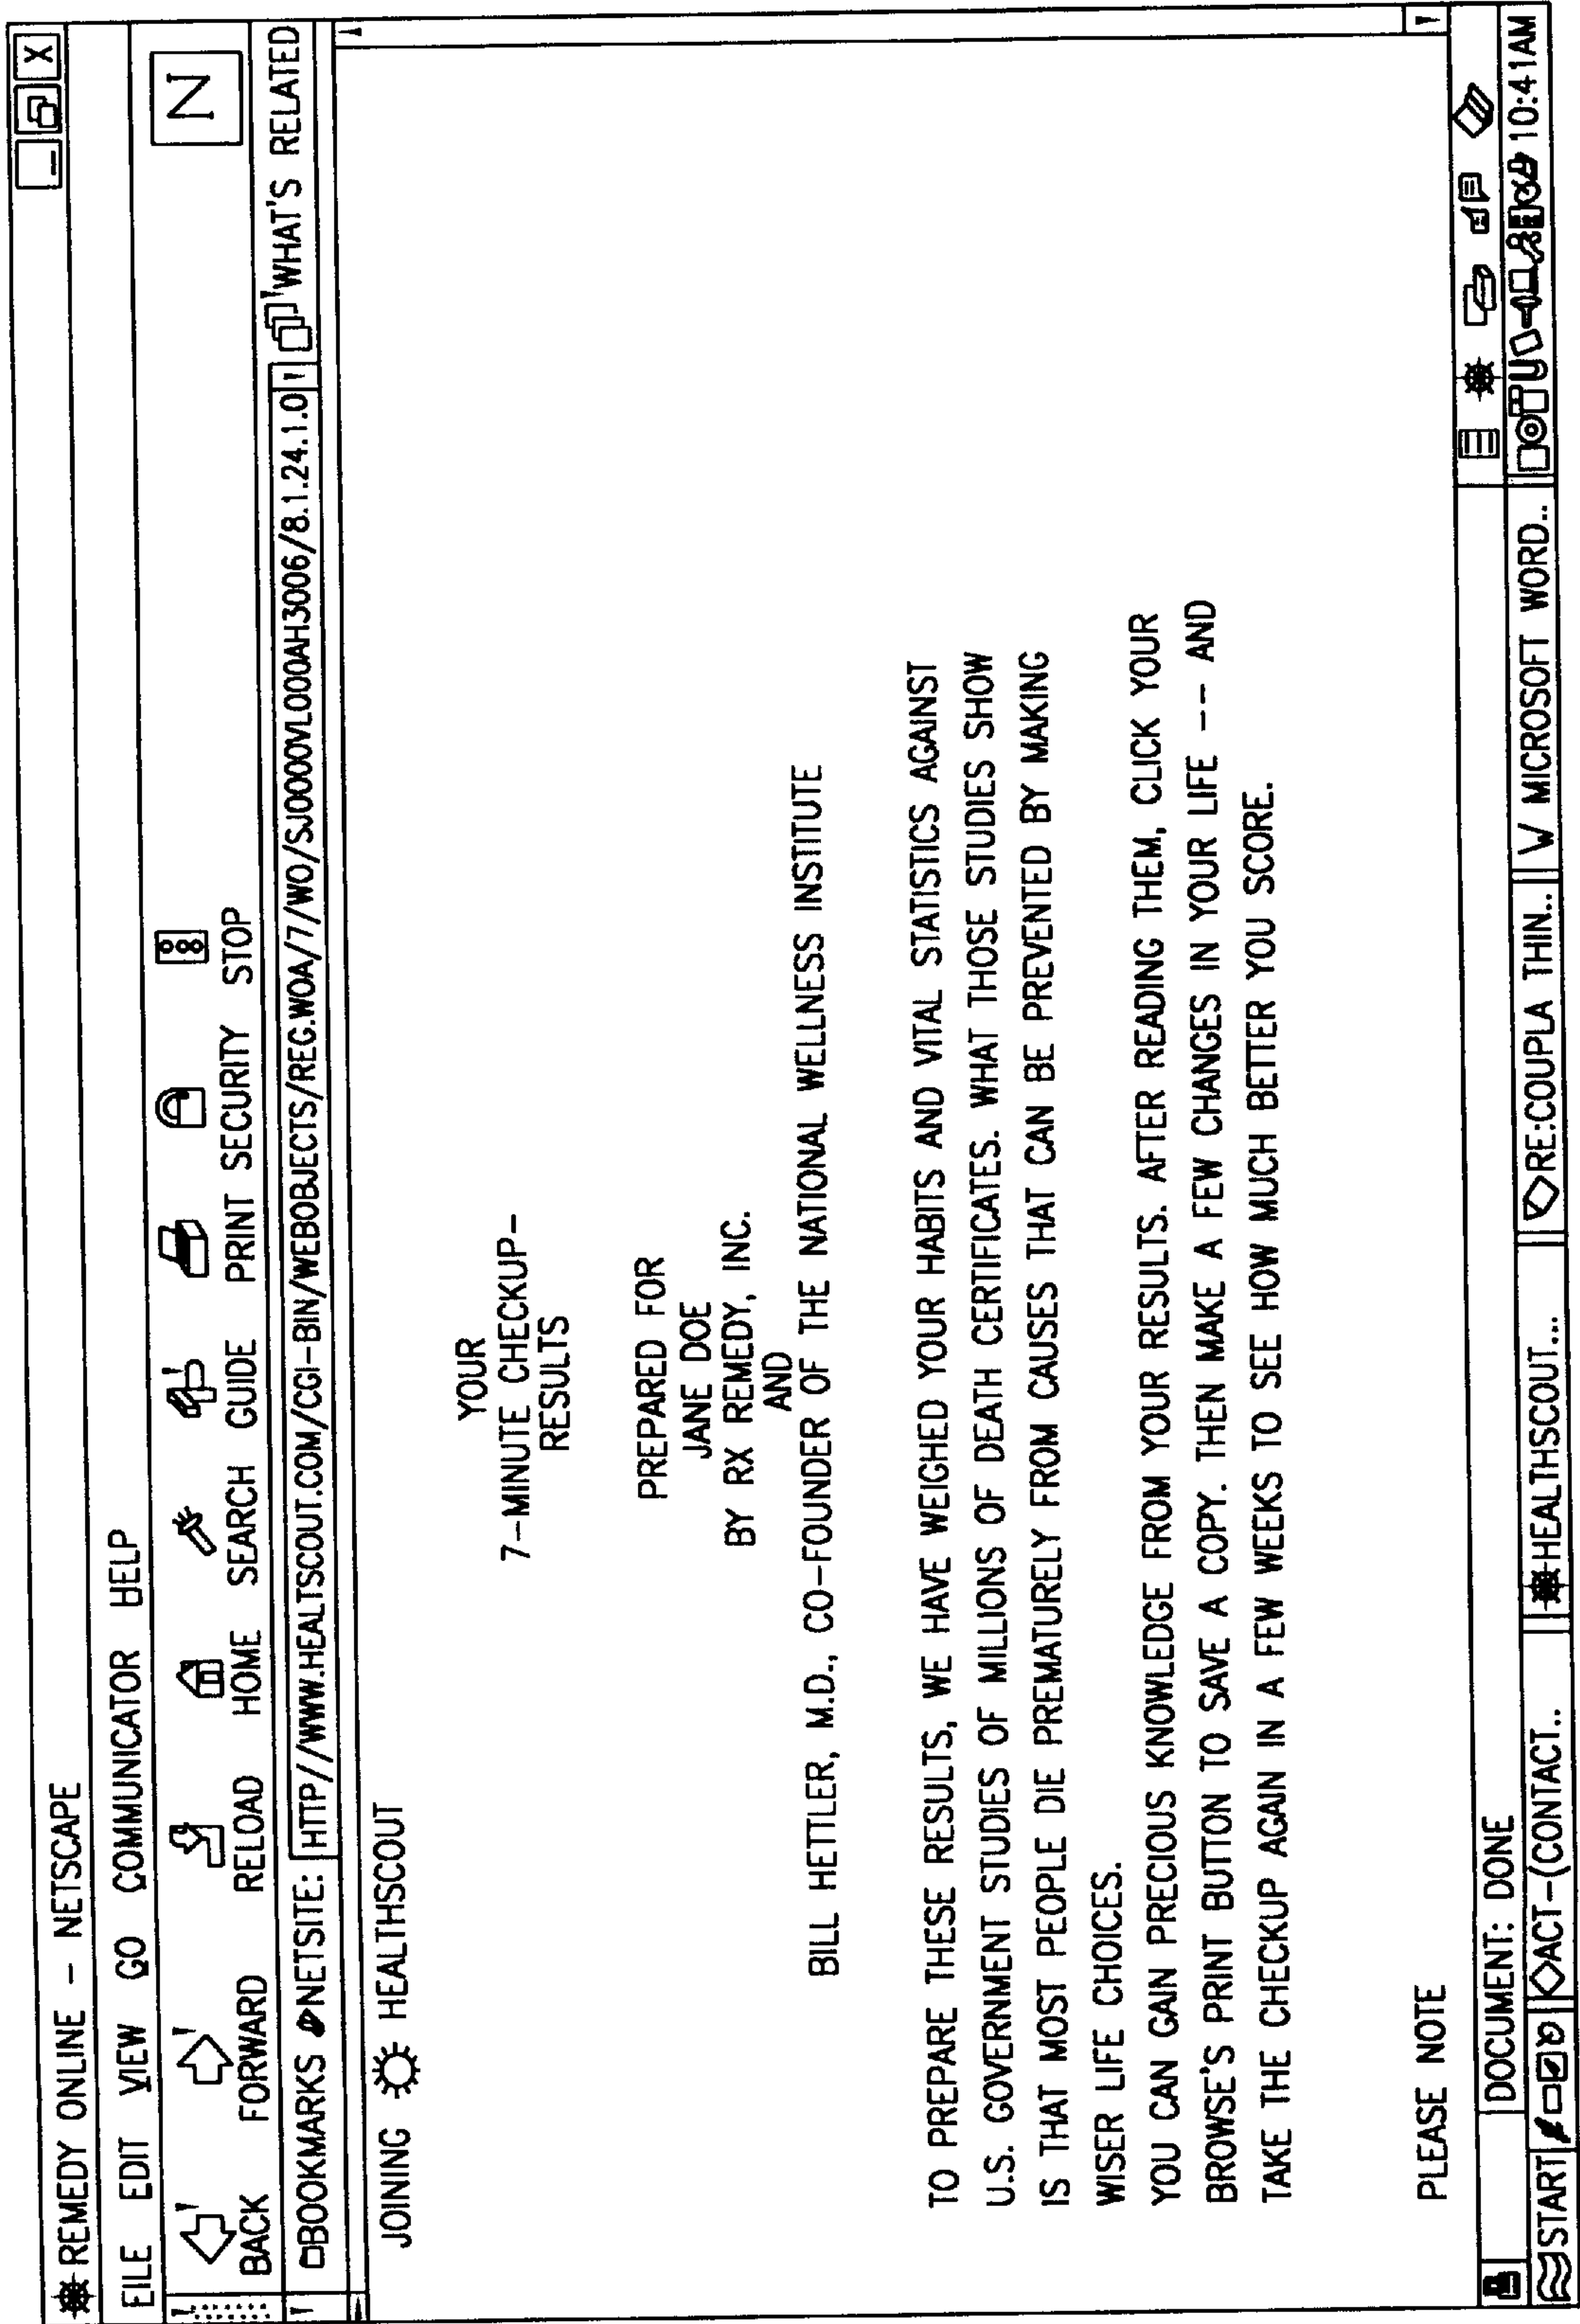 REMEDY ONLINE - NETSCAPE
_ X
EILE EDIT VIEW GO COMMUNICATOR HELP
N
BACK FORWARD RELOAD HOME SEARCH GUIDE PRINT SECURITY STOP
BOOKMARKS NETSITE: HTTP//WWW.HEALTSCOUT.COM/CGI-BIN/WEBOBJECTS/REG.WOA/7/WO/SJ0000VL000AH3006/8.1.24.1.0 WHAT'S RELATED
JOINING HEALTHSCOUT
YOUR
7-MINUTE CHECKUP-
RESULTS
PREPARED FOR
JANE DOE
BY RX REMEDY, INC.
AND
BILL HETTLER, M.D., CO-FOUNDER OF THE NATIONAL WELLNESS INSTITUTE
TO PREPARE THESE RESULTS, WE HAVE WEIGHED YOUR HABITS AND VITAL STATISTICS AGAINST
U.S. GOVERNMENT STUDIES OF MILLIONS OF DEATH CERTIFICATES. WHAT THOSE STUDIES SHOW
IS THAT MOST PEOPLE DIE PREMATURELY FROM CAUSES THAT CAN BE PREVENTED BY MAKING
WISER LIFE CHOICES.
YOU CAN GAIN PRECIOUS KNOWLEDGE FROM YOUR RESULTS. AFTER READING THEM, CLICK YOUR
BROWSE'S PRINT BUTTON TO SAVE A COPY. THEN MAKE A FEW CHANGES IN YOUR LIFE -- AND
TAKE THE CHECKUP AGAIN IN A FEW WEEKS TO SEE HOW MUCH BETTER YOU SCORE.
PLEASE NOTE
DOCUMENT: DONE
START ACT-(CONTACT.. HEALTHSCOUT... RE:COUPLA THIN.. W MICROSOFT WORD.. 10:41AM